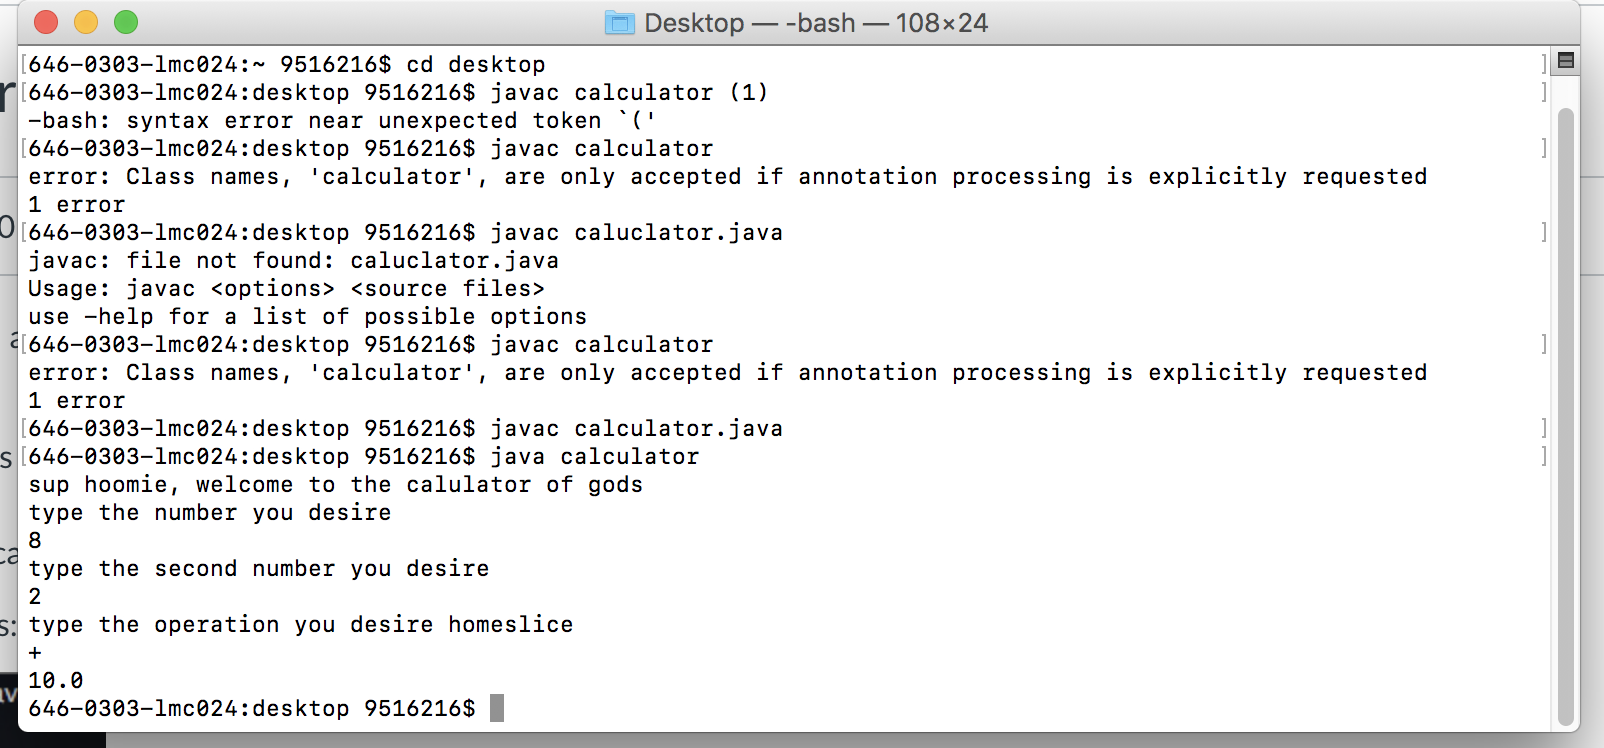 Desktop — -bash — 108×24
[646-0303-lmc024:~ 9516216$ cd desktop ]
[646-0303-lmc024:desktop 9516216$ javac calculator (1) ]
-bash: syntax error near unexpected token `('
[646-0303-lmc024:desktop 9516216$ javac calculator ]
error: Class names, 'calculator', are only accepted if annotation processing is explicitly requested
1 error
[646-0303-lmc024:desktop 9516216$ javac caluclator.java ]
javac: file not found: caluclator.java
Usage: javac <options> <source files>
use -help for a list of possible options
[646-0303-lmc024:desktop 9516216$ javac calculator ]
error: Class names, 'calculator', are only accepted if annotation processing is explicitly requested
1 error
[646-0303-lmc024:desktop 9516216$ javac calculator.java ]
[646-0303-lmc024:desktop 9516216$ java calculator ]
sup hoomie, welcome to the calulator of gods
type the number you desire
8
type the second number you desire
2
type the operation you desire homeslice
+
10.0
646-0303-lmc024:desktop 9516216$